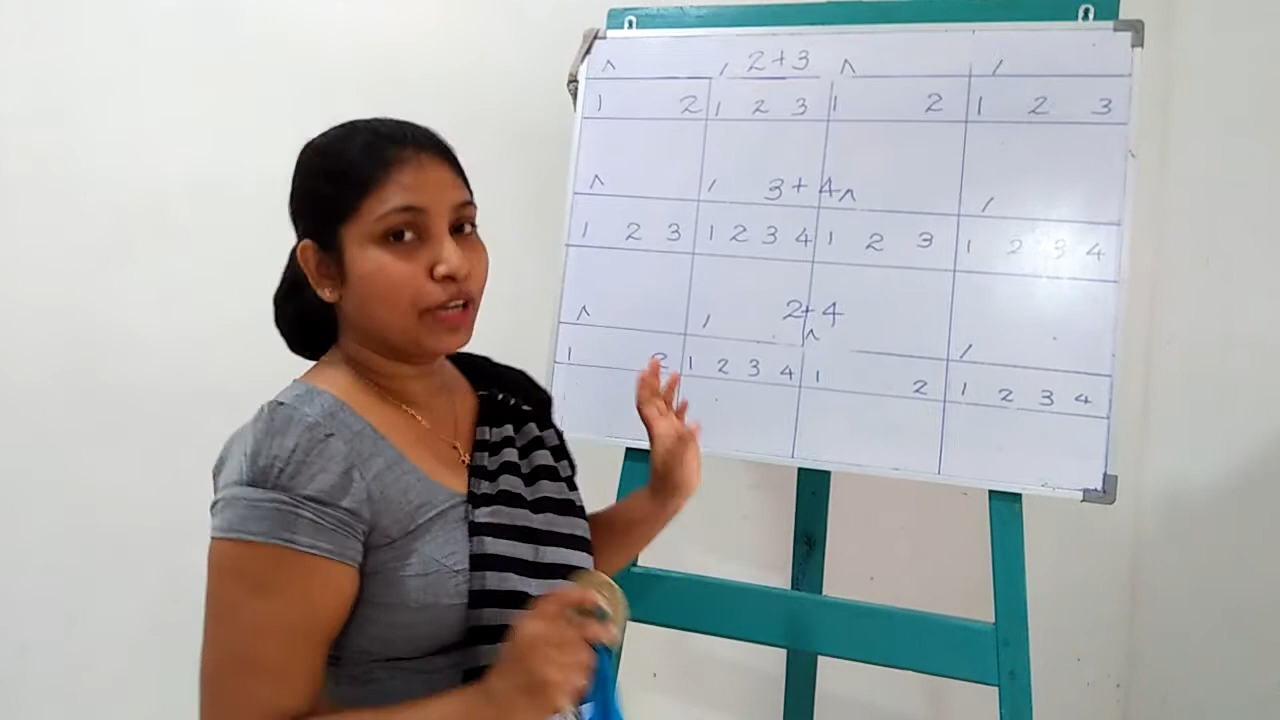 ^ , 2+3 ^ ,
1 2 1 2 3 1 2 1 2 3
^ , 3+4 ^ ,
1 2 3 1 2 3 4 1 2 3 1 2 3 4
^ , 2+4 ^ ,
1 2 1 2 3 4 1 2 1 2 3 4